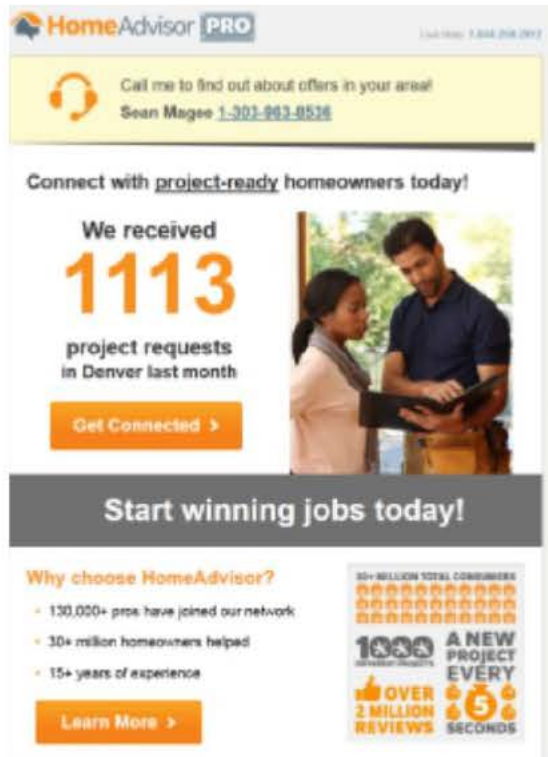 HomeAdvisor PRO
Call me to find out about offers in your area!
Sean Magee 1-303-963-8536
Connect with project-ready homeowners today!
We received
1113
project requests
in Denver last month
Get Connected >
Start winning jobs today!
Why choose HomeAdvisor?
• 130,000+ pros have joined our network
• 30+ million homeowners helped
• 15+ years of experience
Learn More >
30+ MILLION TOTAL CONSUMERS
1000
DIFFERENT PROJECTS
A NEW
PROJECT
EVERY
5
SECONDS
OVER
2 MILLION
REVIEWS